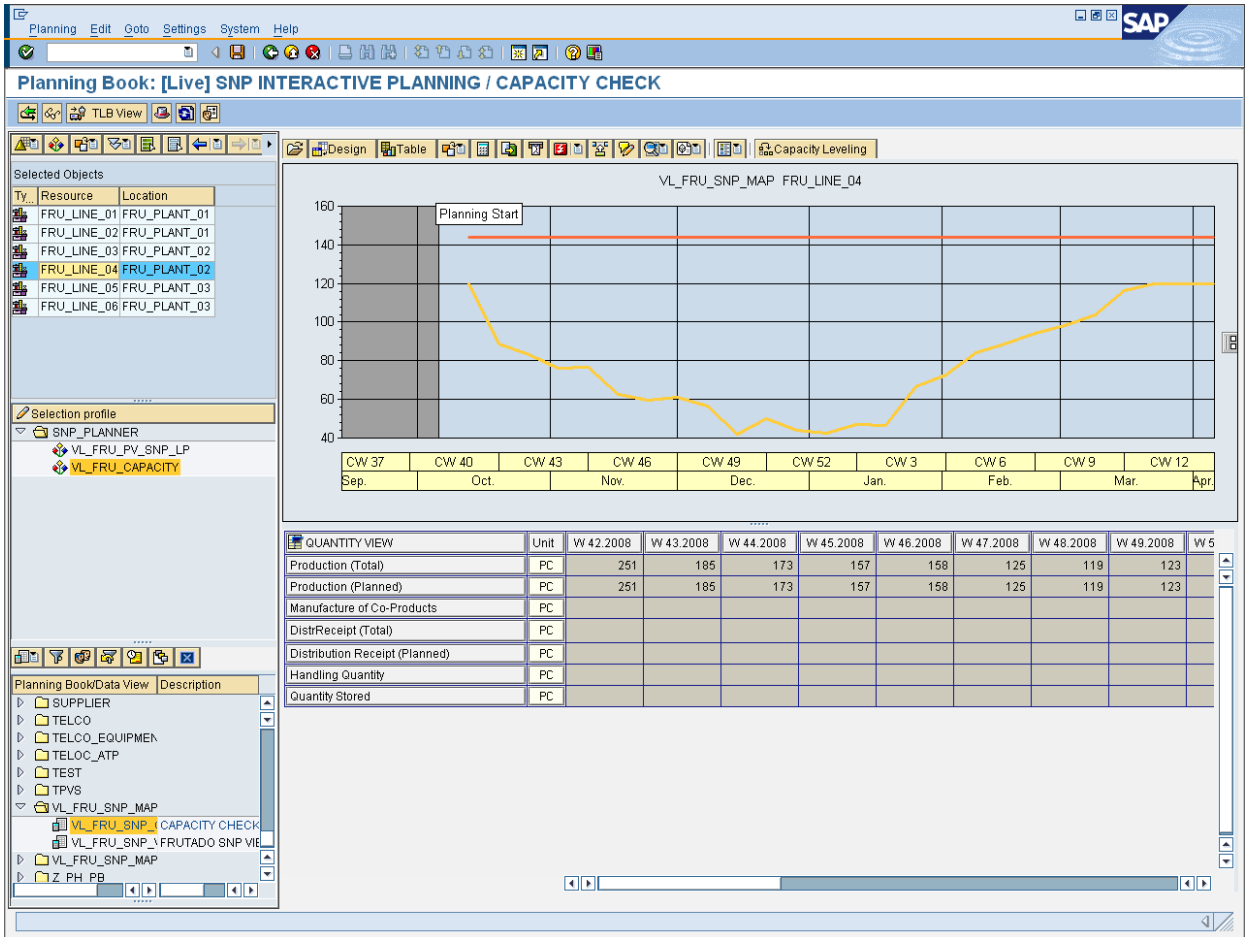 Planning Edit Goto Settings System Help
SAP
Planning Book: [Live] SNP INTERACTIVE PLANNING / CAPACITY CHECK
TLB View
Design Table Capacity Leveling
Selected Objects
Ty... Resource Location
FRU_LINE_01 FRU_PLANT_01
FRU_LINE_02 FRU_PLANT_01
FRU_LINE_03 FRU_PLANT_02
FRU_LINE_04 FRU_PLANT_02
FRU_LINE_05 FRU_PLANT_03
FRU_LINE_06 FRU_PLANT_03
Selection profile
SNP_PLANNER
VL_FRU_PV_SNP_LP
VL_FRU_CAPACITY
Planning Book/Data View Description
SUPPLIER
TELCO
TELCO_EQUIPMEN
TELOC_ATP
TEST
TPVS
VL_FRU_SNP_MAP
VL_FRU_SNP_( CAPACITY CHECK
VL_FRU_SNP_\ FRUTADO SNP VIE
VL_FRU_SNP_MAP
Z_PH_PB
VL_FRU_SNP_MAP FRU_LINE_04
Planning Start
160
140
120
100
80
60
40
CW 37 CW 40 CW 43 CW 46 CW 49 CW 52 CW 3 CW 6 CW 9 CW 12
Sep. Oct. Nov. Dec. Jan. Feb. Mar. Apr.
QUANTITY VIEW Unit W 42.2008 W 43.2008 W 44.2008 W 45.2008 W 46.2008 W 47.2008 W 48.2008 W 49.2008 W 5
Production (Total) PC 251 185 173 157 158 125 119 123
Production (Planned) PC 251 185 173 157 158 125 119 123
Manufacture of Co-Products PC
DistrReceipt (Total) PC
Distribution Receipt (Planned) PC
Handling Quantity PC
Quantity Stored PC